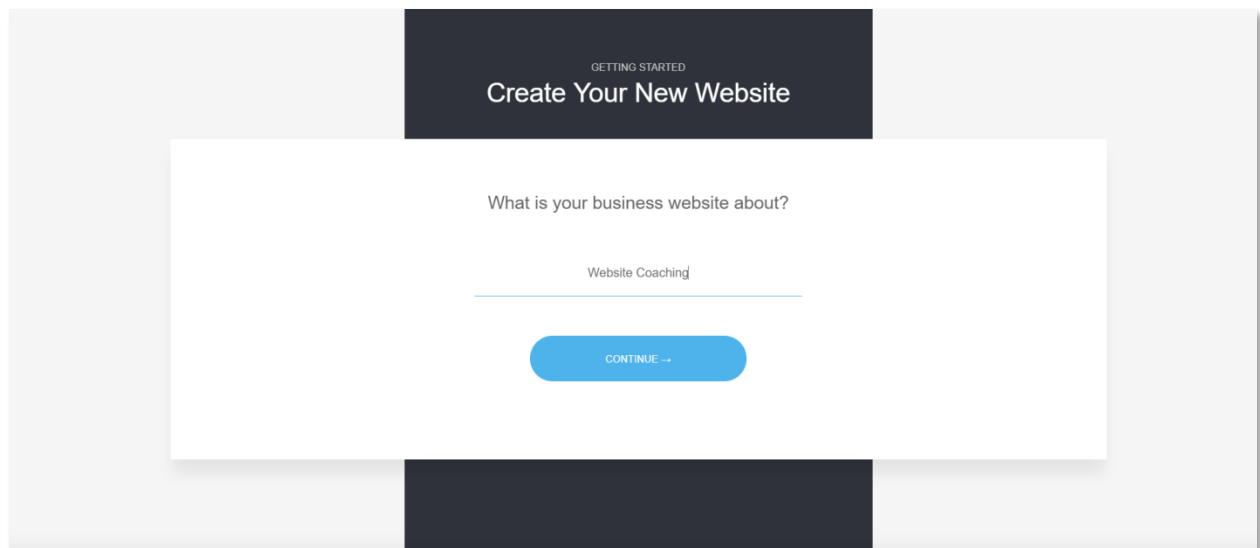 GETTING STARTED
Create Your New Website
What is your business website about?
Website Coaching
CONTINUE →